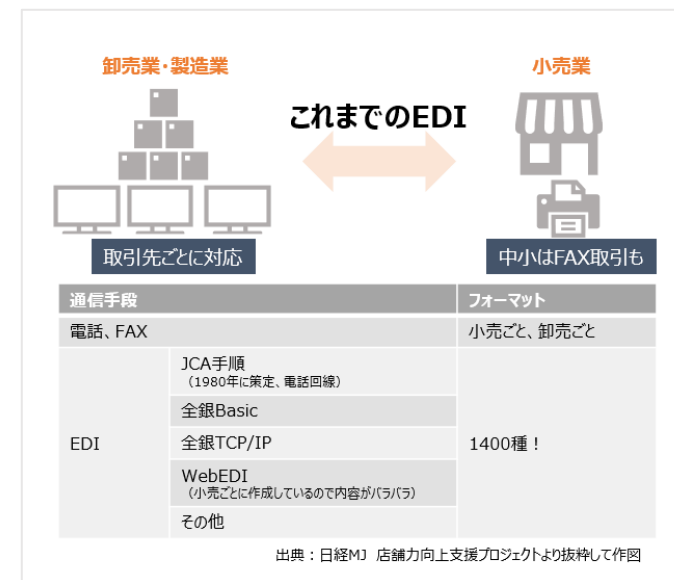 卸売業・製造業
小売業
これまでのEDI
取引先ごとに対応
中小はFAX取引も
通信手段
フォーマット
電話、FAX
小売ごと、卸売ごと
EDI
JCA手順
（1980年に策定、電話回線）
全銀Basic
全銀TCP/IP
WebEDI
（小売ごとに作成しているので内容がバラバラ）
その他
1400種！
出典：日経MJ 店舗力向上支援プロジェクトより抜粋して作図